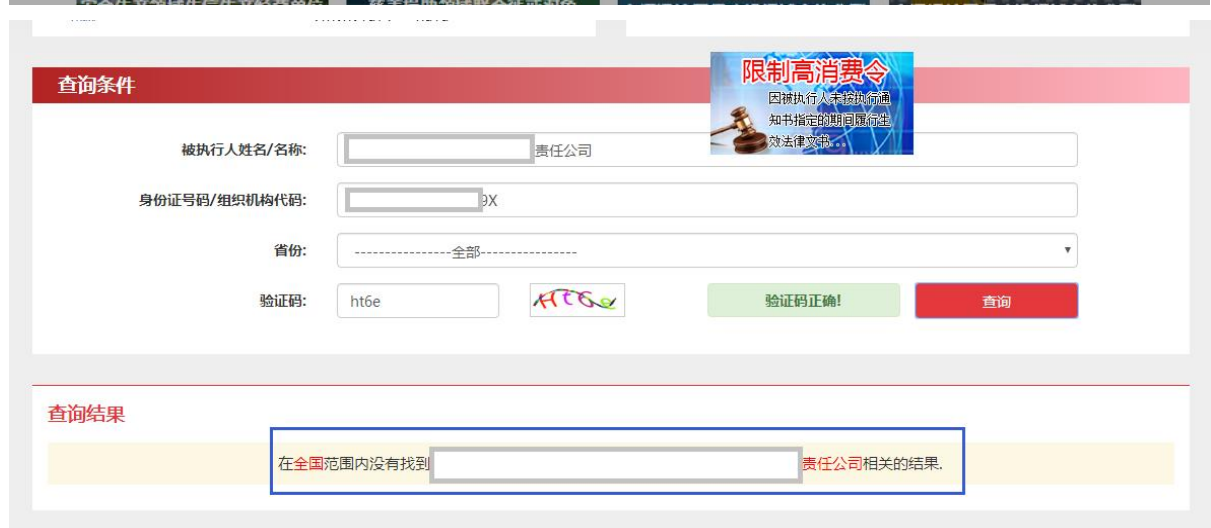 查询条件
限制高消费令
因被执行人未按执行通
知书指定的期间履行生
效法律文书...
被执行人姓名/名称:
责任公司
身份证号码/组织机构代码:
9X
省份:
----------------全部----------------
验证码:
ht6e
Ht6e
验证码正确!
查询
查询结果
在全国范围内没有找到
责任公司相关的结果.